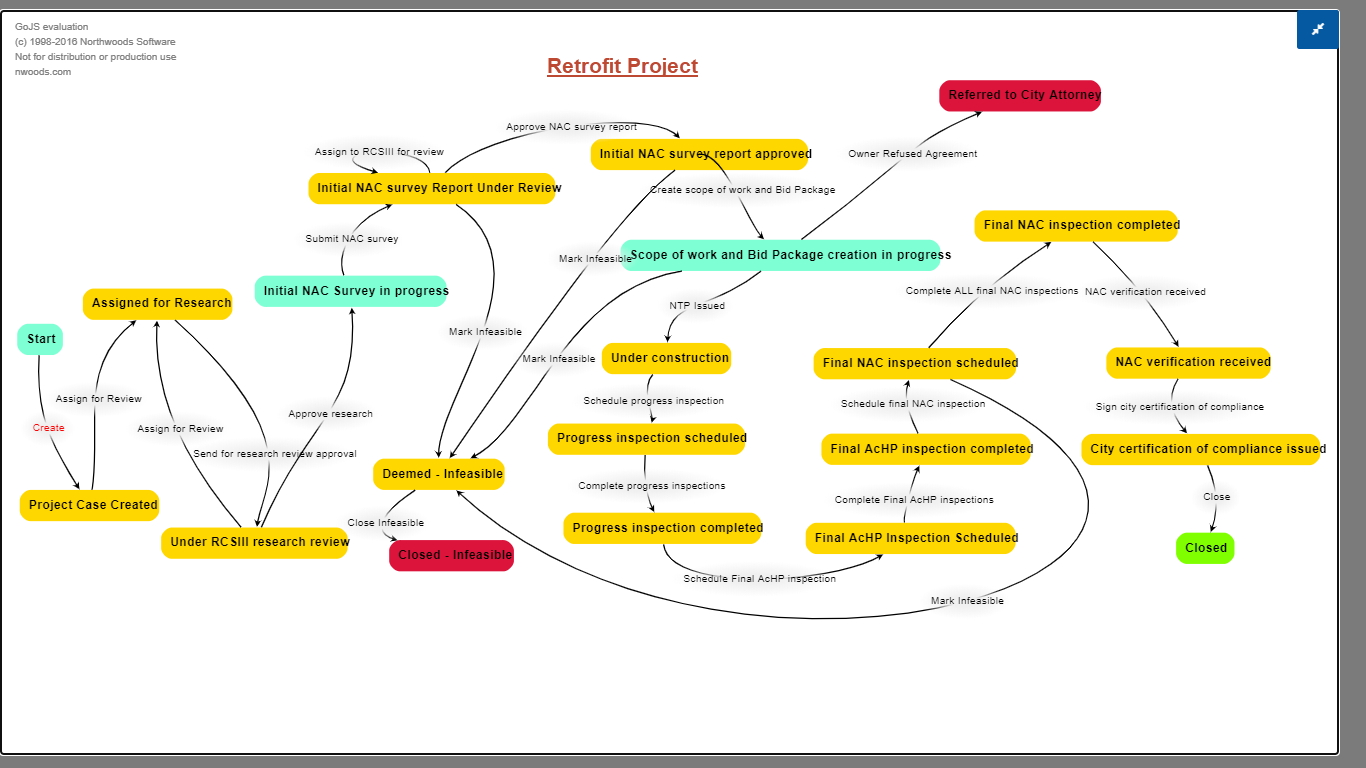 GoJS evaluation
(c) 1998-2016 Northwoods Software
Not for distribution or production use
nwoods.com
Retrofit Project
Referred to City Attorney
Approve NAC survey report
Assign to RCSIII for review
Initial NAC survey report approved
Owner Refused Agreement
Initial NAC survey Report Under Review
Create scope of work and Bid Package
Final NAC inspection completed
Submit NAC survey
Mark Infeasible
Scope of work and Bid Package creation in progress
Initial NAC Survey in progress
Complete ALL final NAC inspections
NAC verification received
Assigned for Research
NTP Issued
Start
Mark Infeasible
Mark Infeasible
Under construction
Final NAC inspection scheduled
NAC verification received
Assign for Review
Schedule progress inspection
Schedule final NAC inspection
Sign city certification of compliance
Approve research
Create
Assign for Review
Progress inspection scheduled
Final AcHP inspection completed
City certification of compliance issued
Send for research review approval
Deemed - Infeasible
Complete progress inspections
Complete Final AcHP inspections
Close
Project Case Created
Close Infeasible
Progress inspection completed
Final AcHP Inspection Scheduled
Under RCSIII research review
Closed - Infeasible
Closed
Schedule Final AcHP inspection
Mark Infeasible